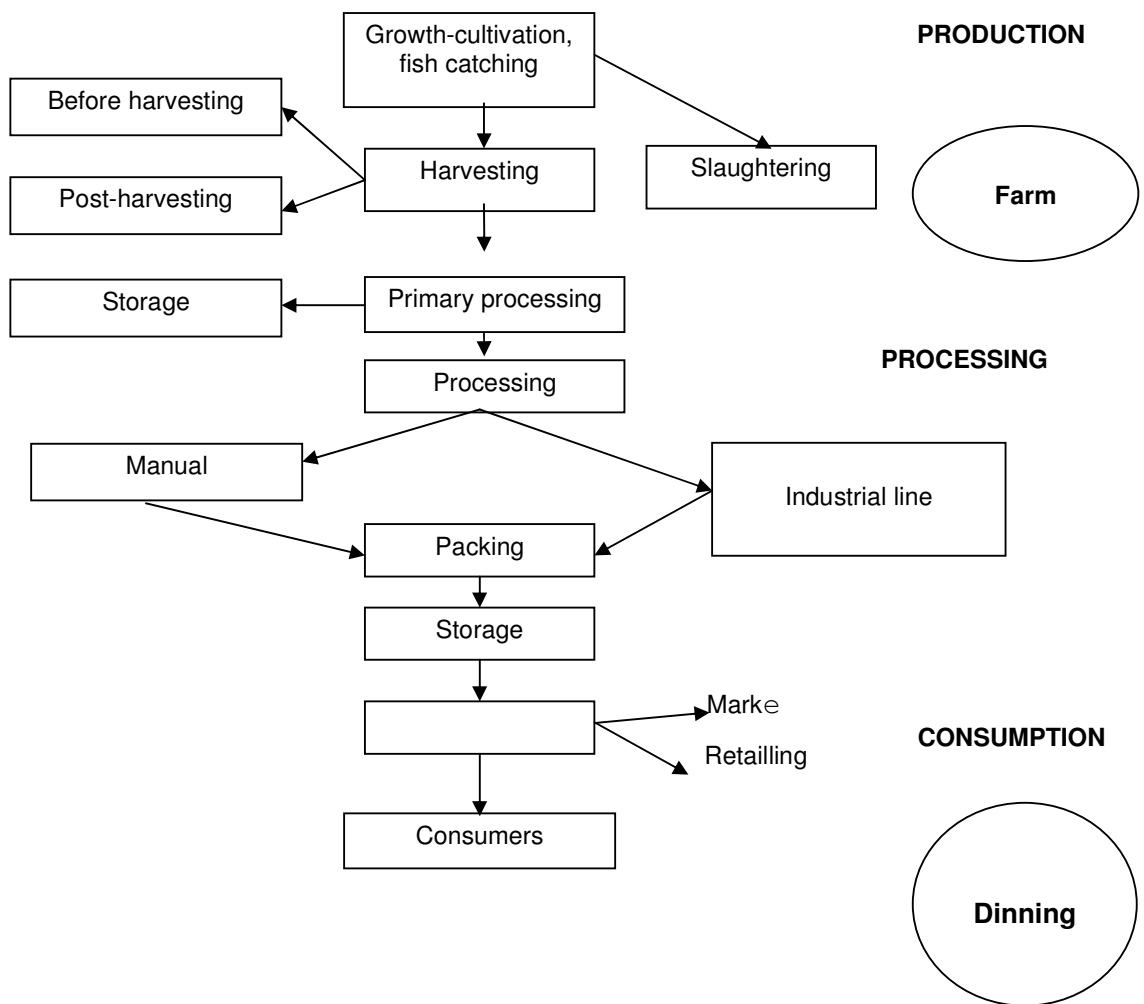 Growth-cultivation,
fish catching
PRODUCTION
Before harvesting
Harvesting
Slaughtering
Post-harvesting
Farm
Storage
Primary processing
PROCESSING
Processing
Manual
Industrial line
Packing
Storage
Marke
Retailling
CONSUMPTION
Consumers
Dinning